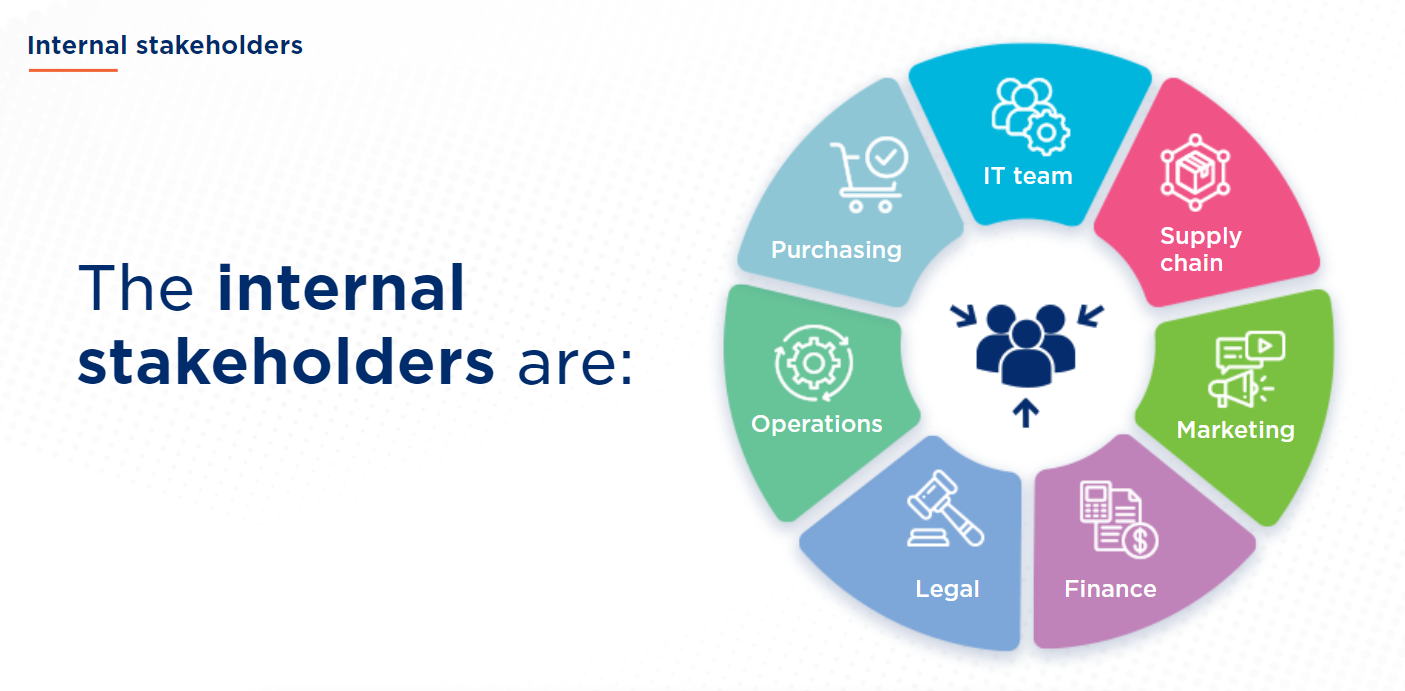 Internal stakeholders
The internal
stakeholders are:
IT team
Supply
chain
Marketing
Finance
Legal
Operations
Purchasing